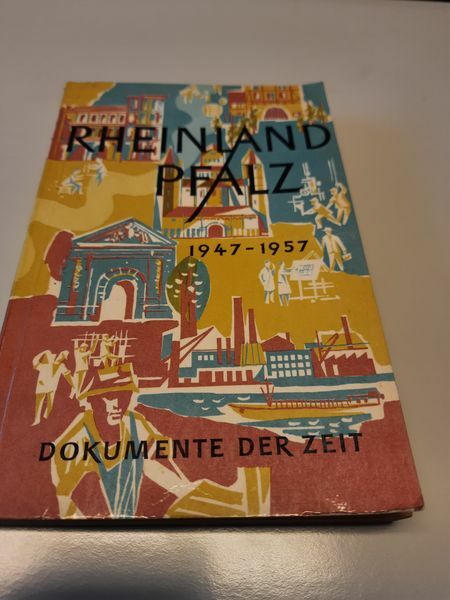 RHEINLAND
PFALZ
1947-1957
DOKUMENTE DER ZEIT